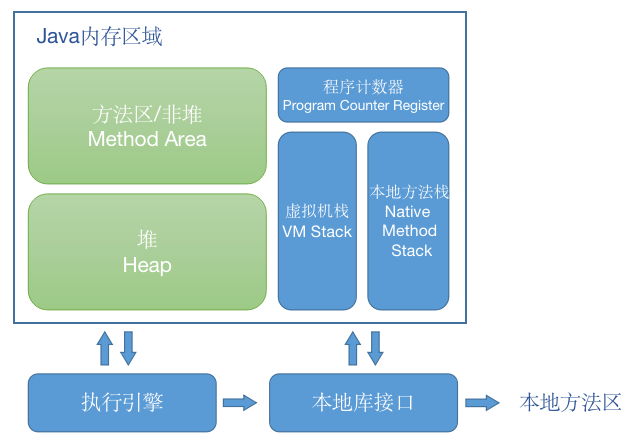 Java内存区域
方法区/非堆
Method Area
堆
Heap
程序计数器
Program Counter Register
虚拟机栈
VM Stack
本地方法栈
Native
Method
Stack
执行引擎
本地库接口
本地方法区